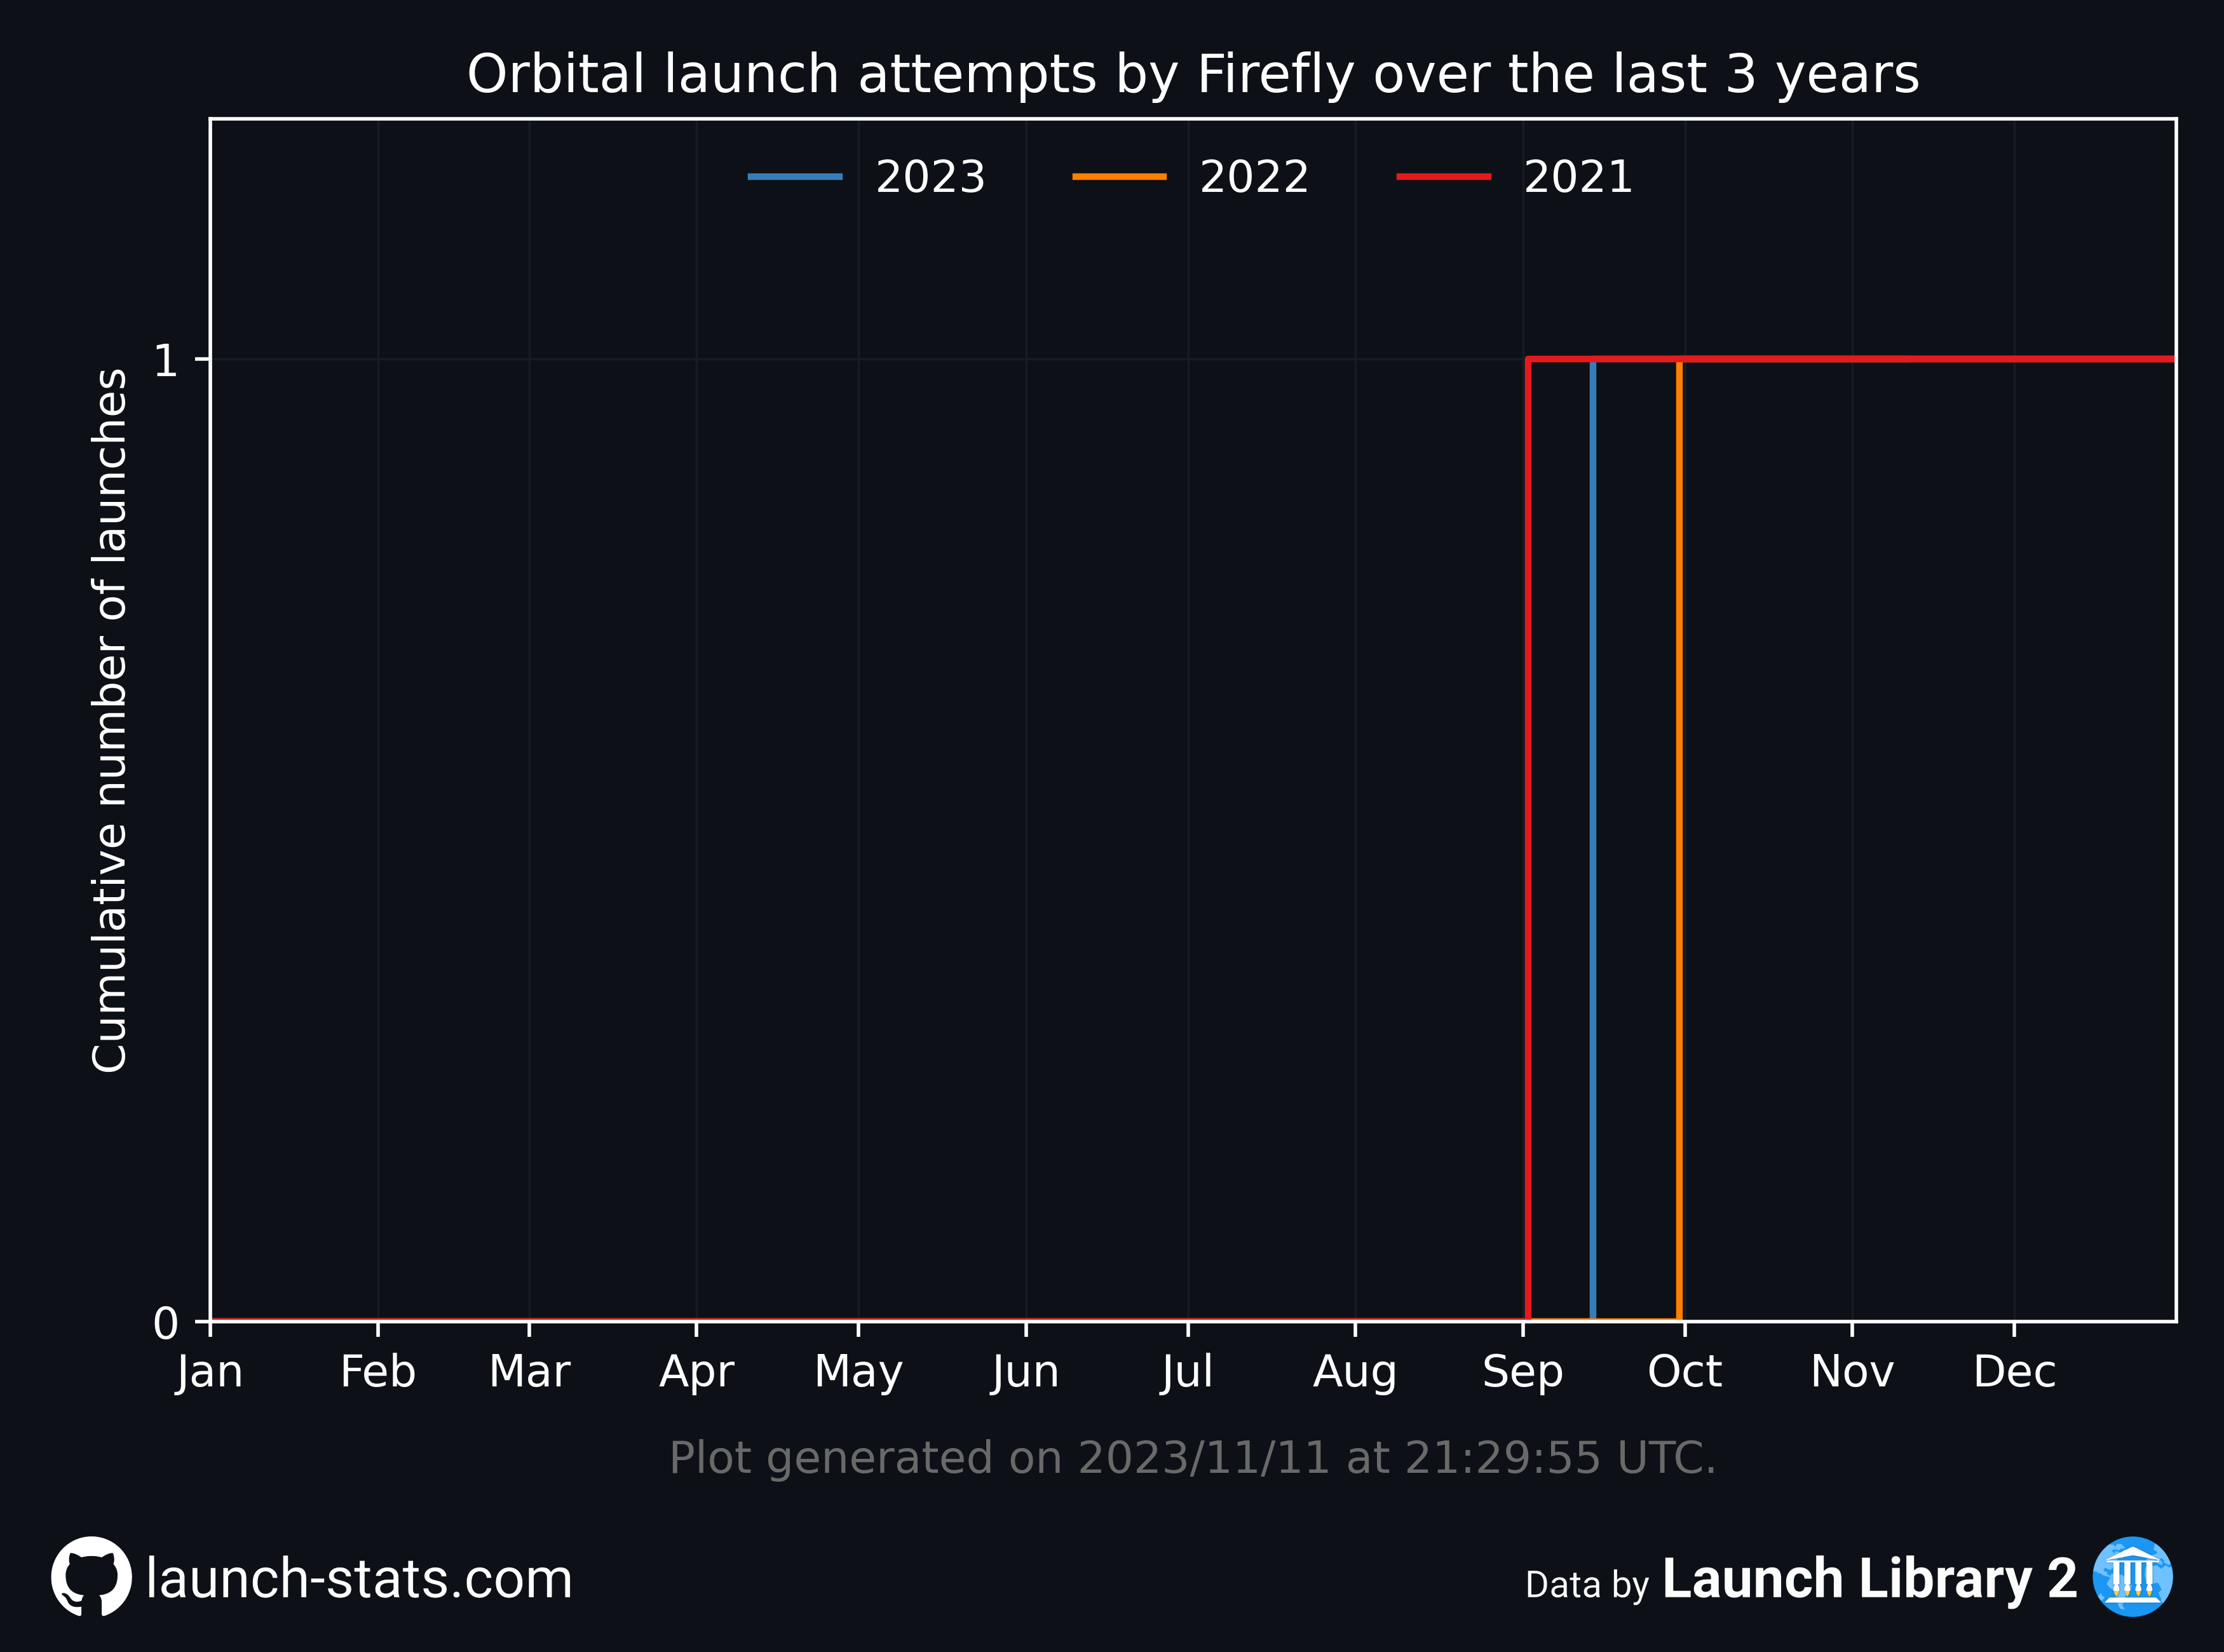 Orbital launch attempts by Firefly over the last 3 years
2023 2022 2021
Cumulative number of launches
1
0
Jan Feb Mar Apr May Jun Jul Aug Sep Oct Nov Dec
Plot generated on 2023/11/11 at 21:29:55 UTC.
launch-stats.com
Data by Launch Library 2